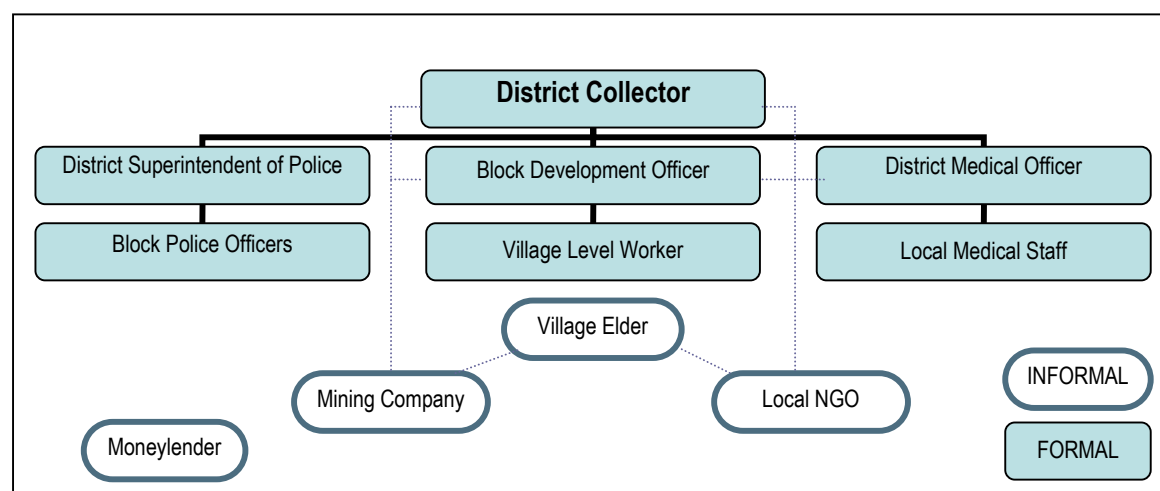 District Collector
District Superintendent of Police
Block Development Officer
District Medical Officer
Block Police Officers
Village Level Worker
Local Medical Staff
Village Elder
Mining Company
Local NGO
INFORMAL
Moneylender
FORMAL